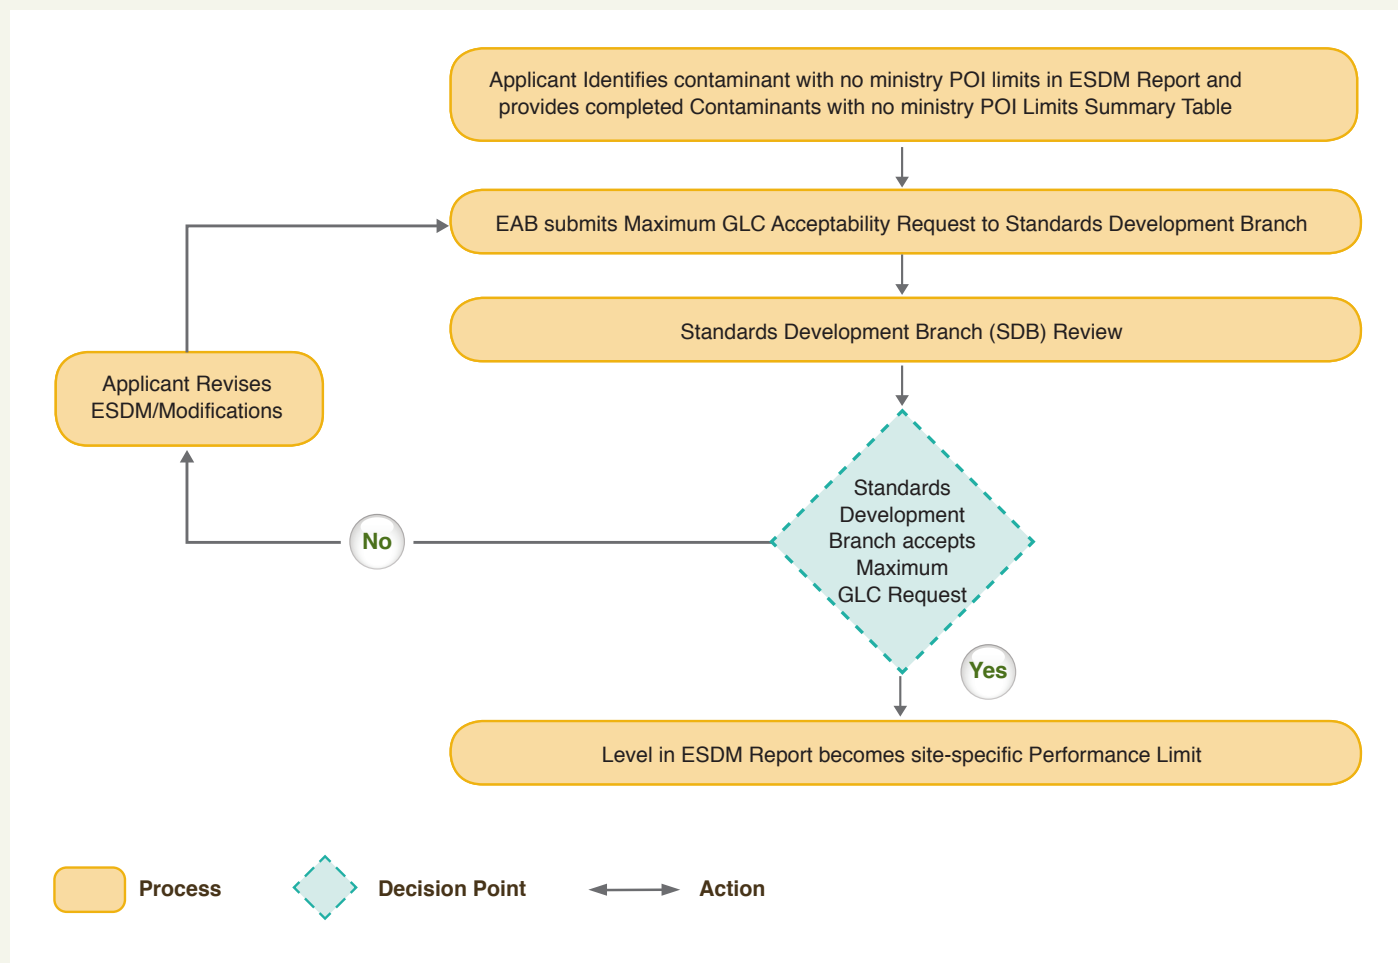 Applicant Identifies contaminant with no ministry POI limits in ESDM Report and
provides completed Contaminants with no ministry POI Limits Summary Table
EAB submits Maximum GLC Acceptability Request to Standards Development Branch
Standards Development Branch (SDB) Review
Applicant Revises
ESDM/Modifications
Standards
Development
Branch accepts
Maximum
GLC Request
No
Yes
Level in ESDM Report becomes site-specific Performance Limit
Process
Decision Point
Action